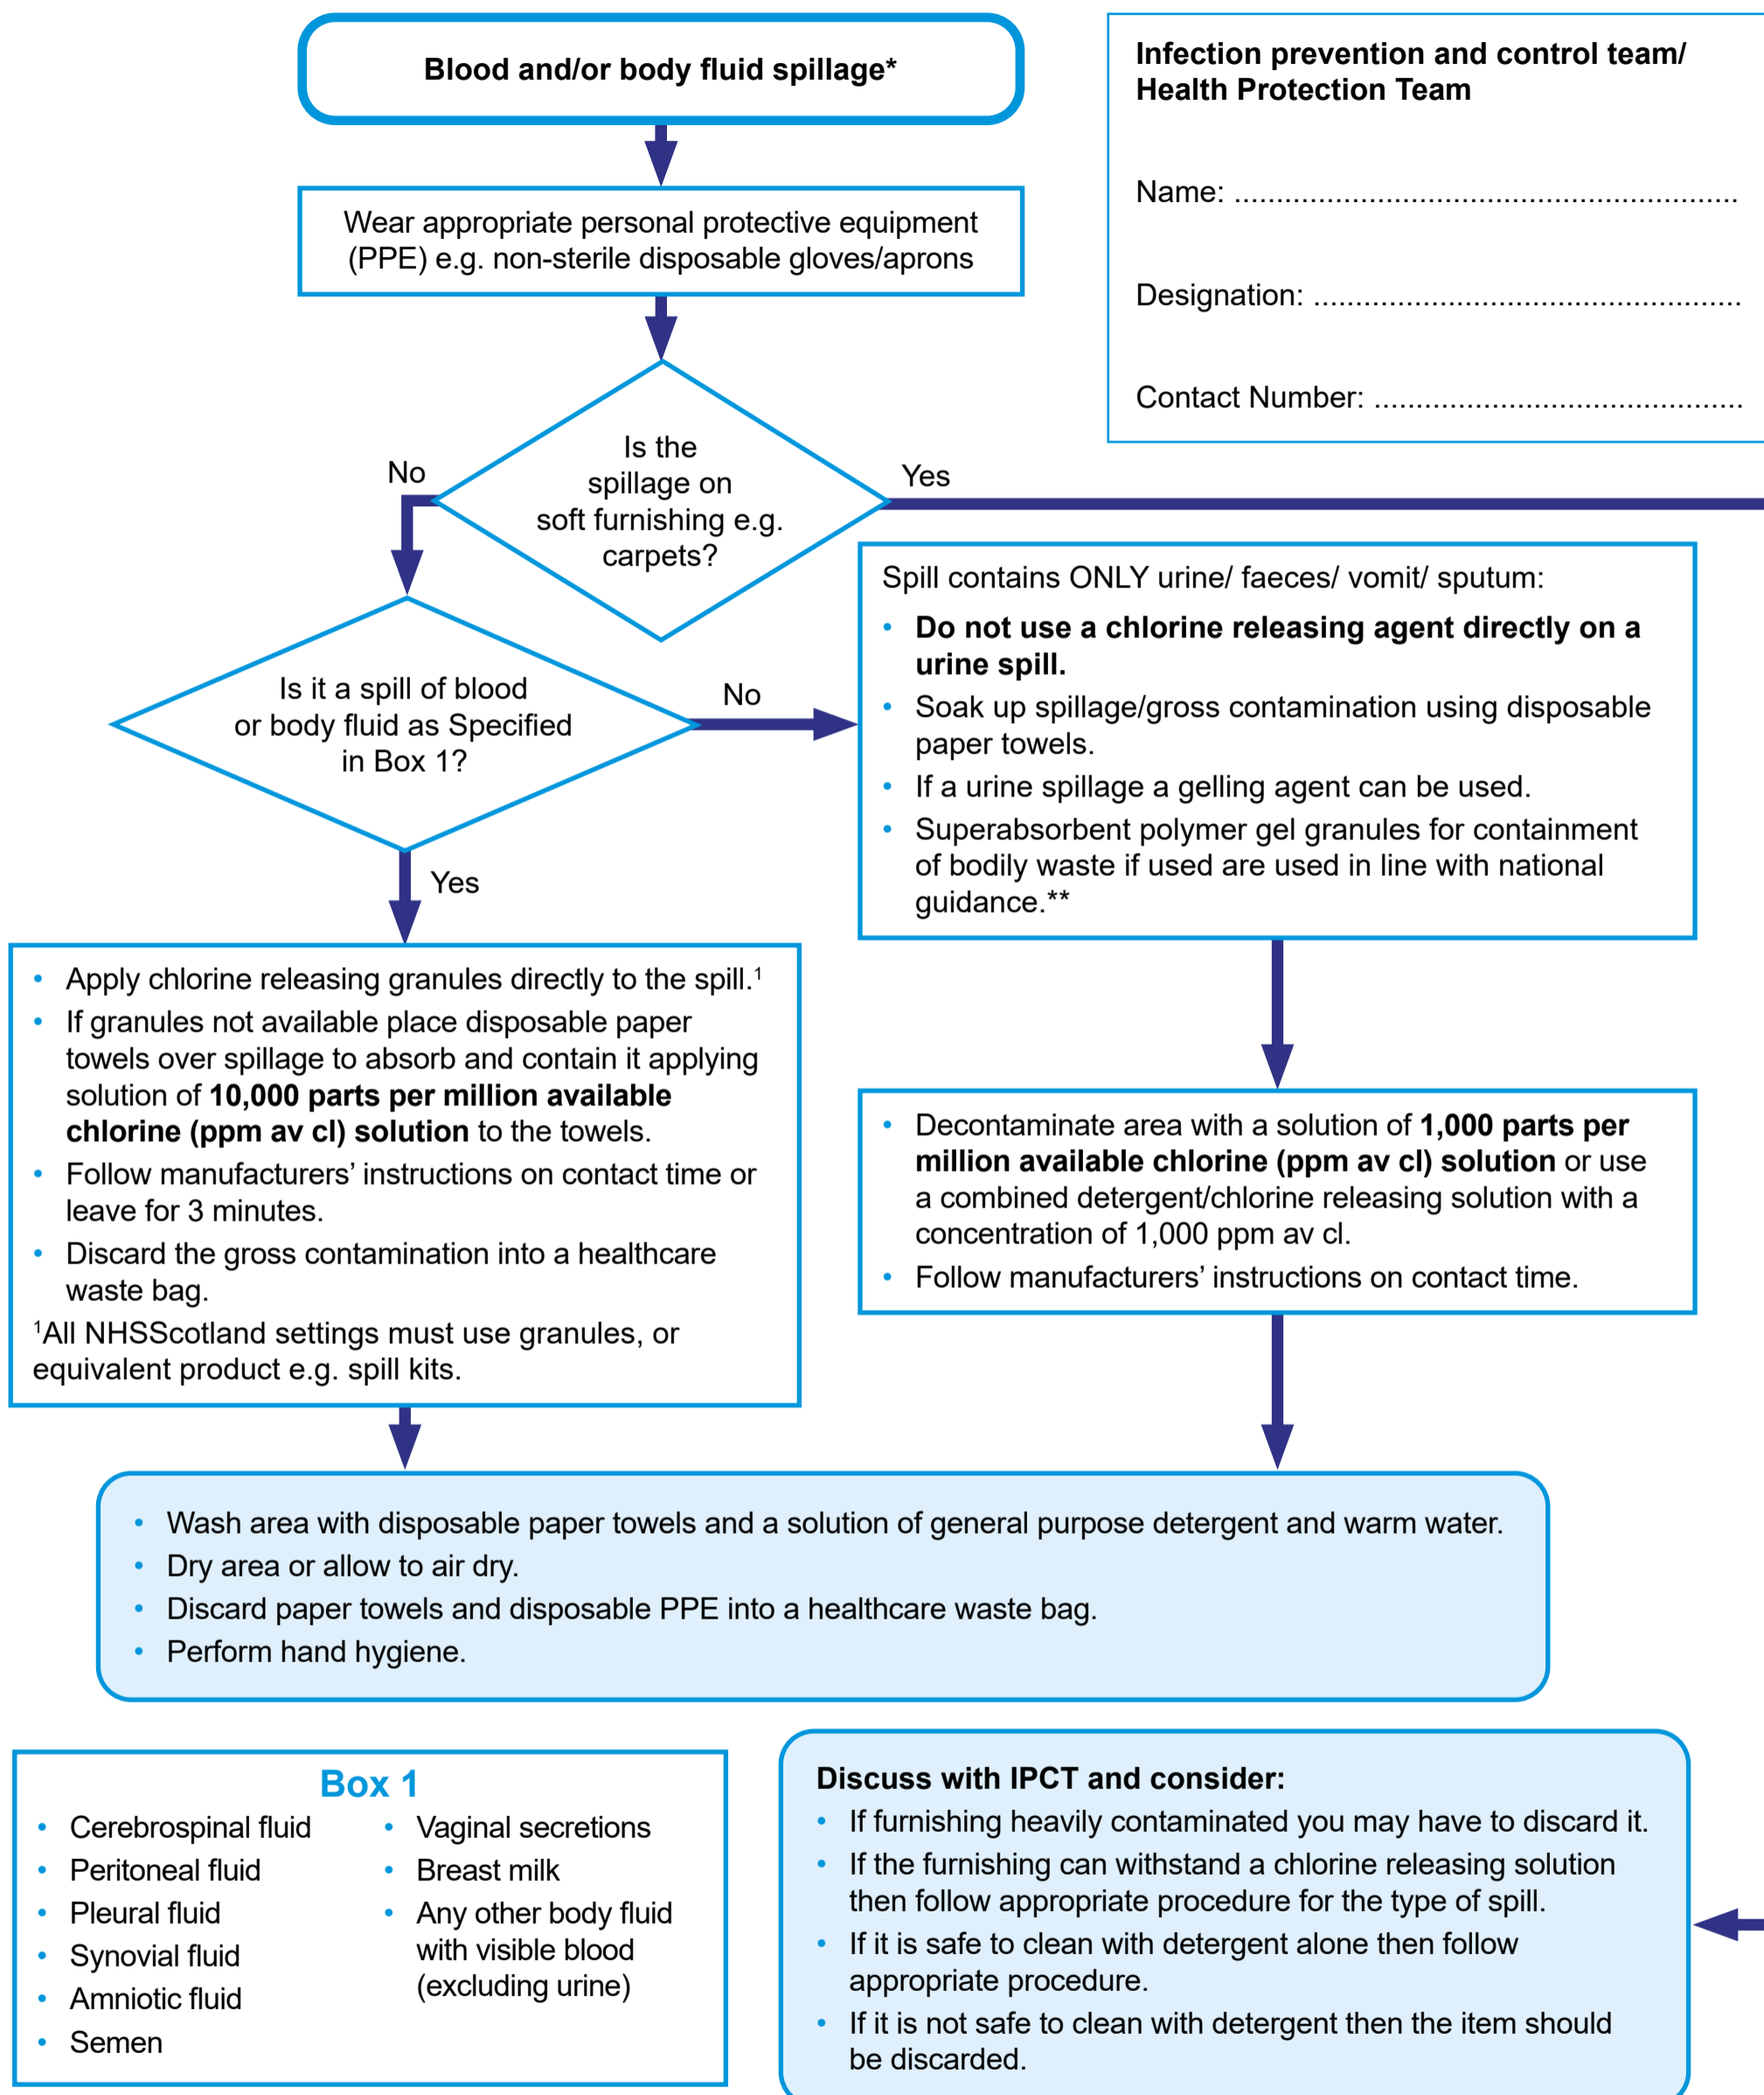 Blood and/or body fluid spillage*
Infection prevention and control team/
Health Protection Team
Name: ............................................................
Designation: ...................................................
Contact Number: ............................................
Wear appropriate personal protective equipment
(PPE) e.g. non-sterile disposable gloves/aprons
Is the
spillage on
soft furnishing e.g.
carpets?
No
Yes
Is it a spill of blood
or body fluid as Specified
in Box 1?
No
Yes
Spill contains ONLY urine/ faeces/ vomit/ sputum:
• Do not use a chlorine releasing agent directly on a
urine spill.
• Soak up spillage/gross contamination using disposable
paper towels.
• If a urine spillage a gelling agent can be used.
• Superabsorbent polymer gel granules for containment
of bodily waste if used are used in line with national
guidance.**
• Apply chlorine releasing granules directly to the spill.¹
• If granules not available place disposable paper
towels over spillage to absorb and contain it applying
solution of 10,000 parts per million available
chlorine (ppm av cl) solution to the towels.
• Follow manufacturers’ instructions on contact time or
leave for 3 minutes.
• Discard the gross contamination into a healthcare
waste bag.
¹All NHSScotland settings must use granules, or
equivalent product e.g. spill kits.
• Decontaminate area with a solution of 1,000 parts per
million available chlorine (ppm av cl) solution or use
a combined detergent/chlorine releasing solution with a
concentration of 1,000 ppm av cl.
• Follow manufacturers’ instructions on contact time.
• Wash area with disposable paper towels and a solution of general purpose detergent and warm water.
• Dry area or allow to air dry.
• Discard paper towels and disposable PPE into a healthcare waste bag.
• Perform hand hygiene.
Box 1
• Cerebrospinal fluid
• Peritoneal fluid
• Pleural fluid
• Synovial fluid
• Amniotic fluid
• Semen
• Vaginal secretions
• Breast milk
• Any other body fluid
with visible blood
(excluding urine)
Discuss with IPCT and consider:
• If furnishing heavily contaminated you may have to discard it.
• If the furnishing can withstand a chlorine releasing solution
then follow appropriate procedure for the type of spill.
• If it is safe to clean with detergent alone then follow
appropriate procedure.
• If it is not safe to clean with detergent then the item should
be discarded.